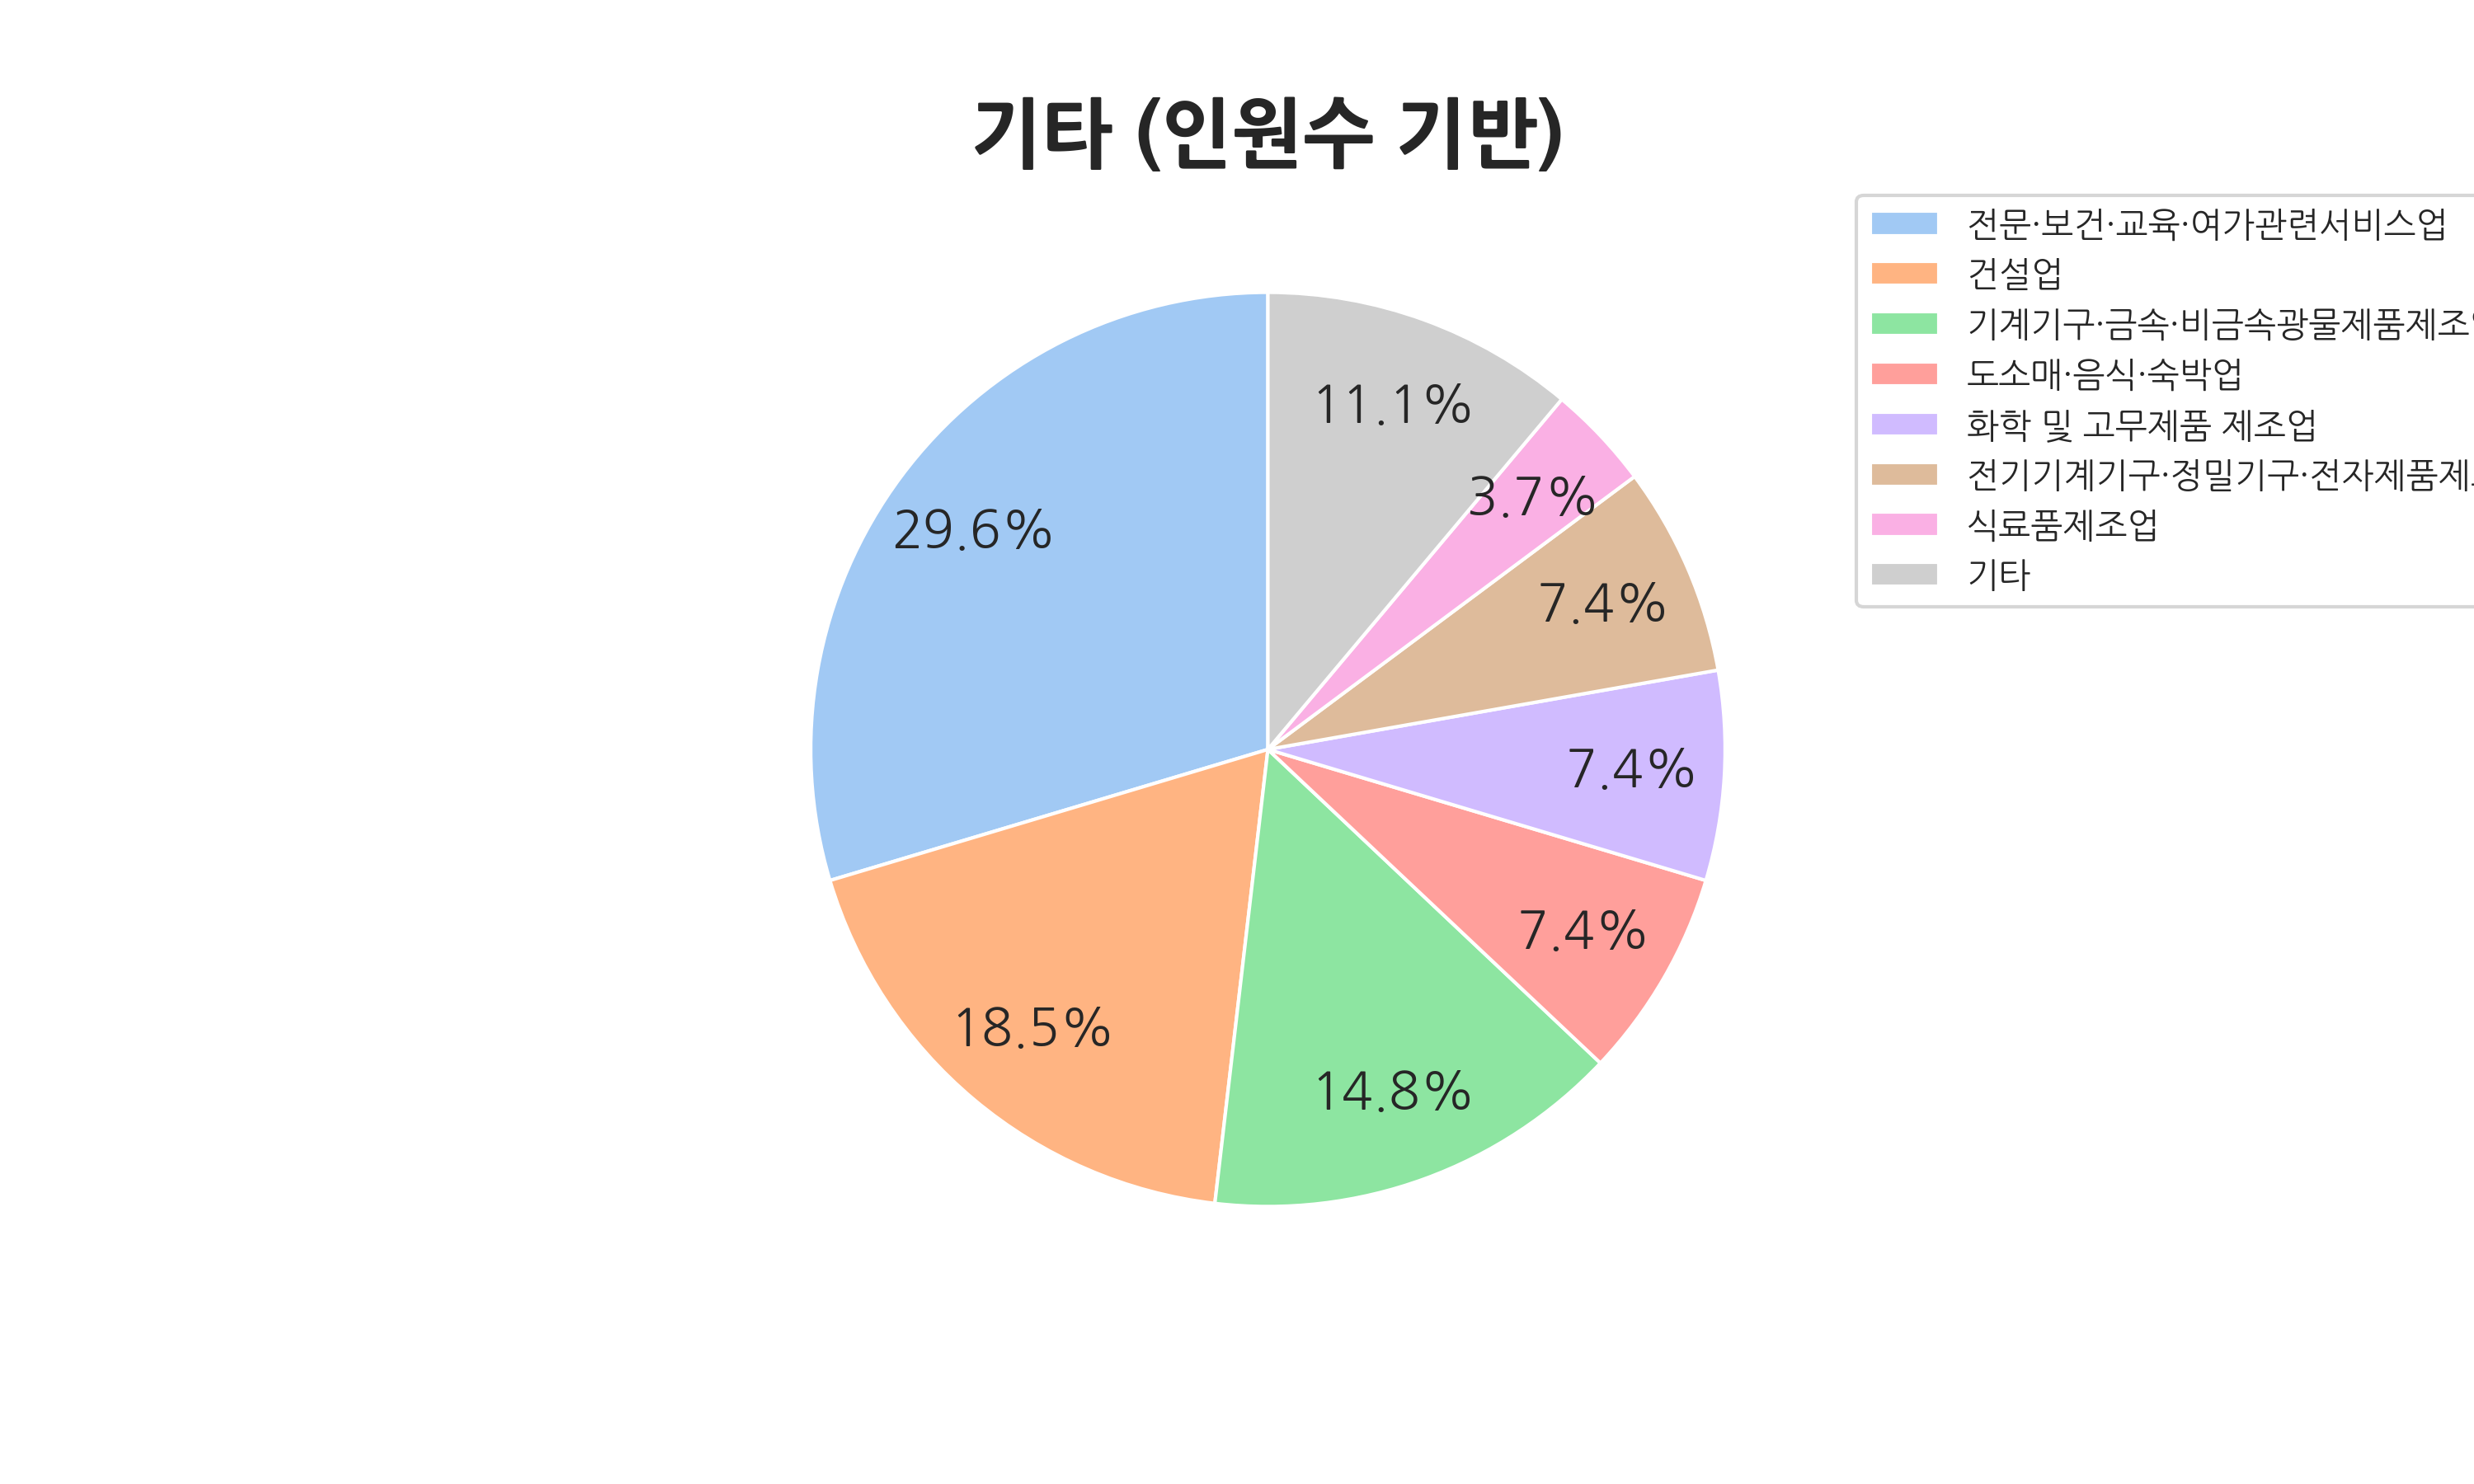 기타 (인원수 기반)
전문·보건·교육·여가관련서비스업
건설업
기계기구·금속·비금속광물제품제조
도소매·음식·숙박업
화학 및 고무제품 제조업
전기기계기구·정밀기구·전자제품제
식료품제조업
기타
11.1%
3.7%
29.6%
7.4%
7.4%
7.4%
18.5%
14.8%